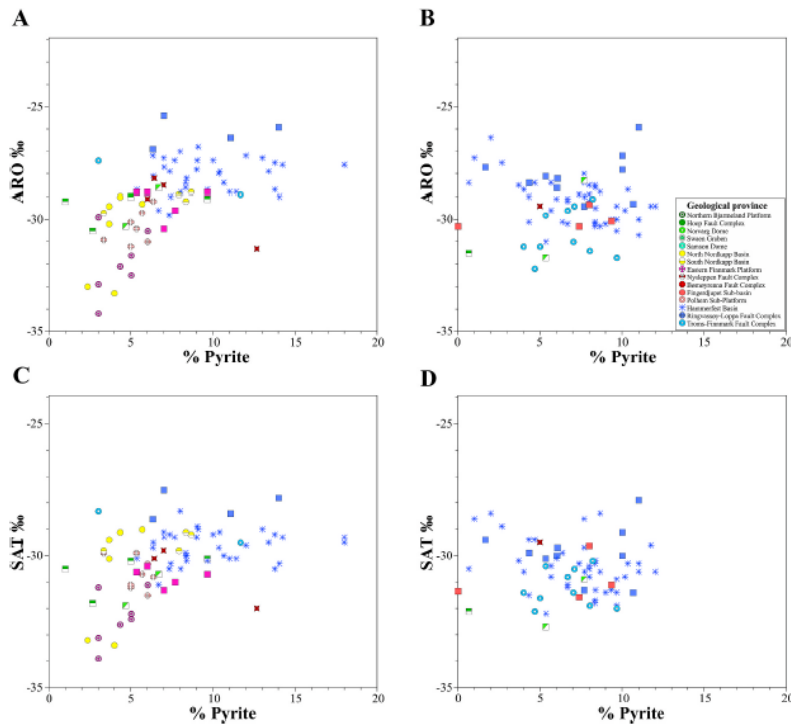 A
B
-25
-30
-35
ARO ‰
0
5
10
15
20
% Pyrite
-25
-30
-35
ARO ‰
0
5
10
15
20
% Pyrite
Geological province
Northern Bjarmeland Platform
Hoop Fault Complex
Norvarg Dome
Swaen Graben
Samson Dome
North Nordkapp Basin
South Nordkapp Basin
Eastern Finnmark Platform
Nysleppen Fault Complex
Bjørnøyrenna Fault Complex
Fingerdjupet Sub-basin
Polheim Sub-Platform
Hammerfest Basin
Ringvassøy-Loppa Fault Complex
Troms-Finnmark Fault Complex
C
D
-25
-30
-35
SAT ‰
0
5
10
15
20
% Pyrite
-25
-30
-35
SAT ‰
0
5
10
15
20
% Pyrite